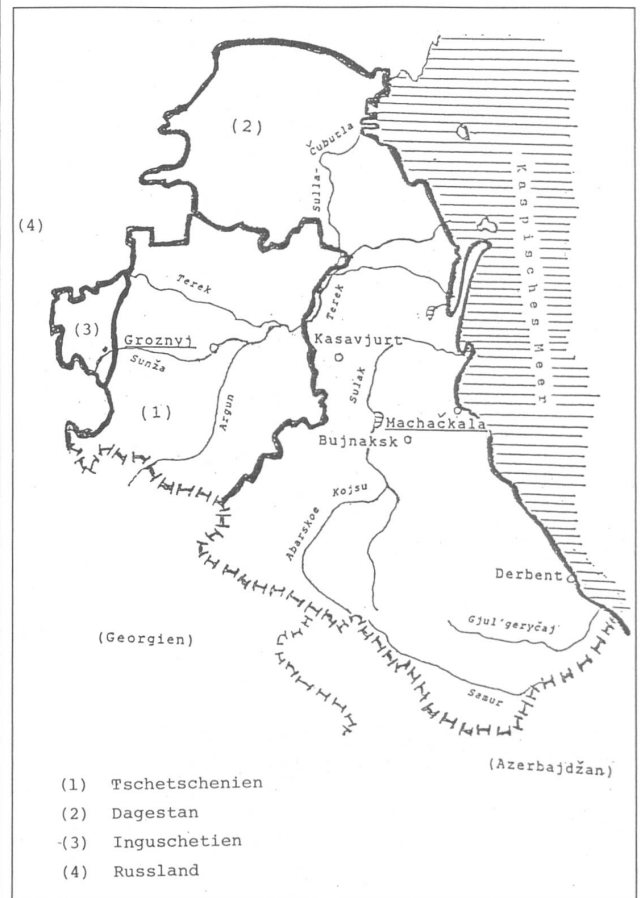 (2)
Čubutla
Sulla-
Kaspisches Meer
(4)
Terek
Terek
(3)
Groznyj
Kasavjurt
Sunža
Sulak
(1)
Argun
Machačkala
Bujnaksk
Kojsu
Abarskoe
Derbent
Gjul'geryčaj
(Georgien)
Samur
(Azerbajdžan)
(1) Tschetschenien
(2) Dagestan
(3) Inguschetien
(4) Russland